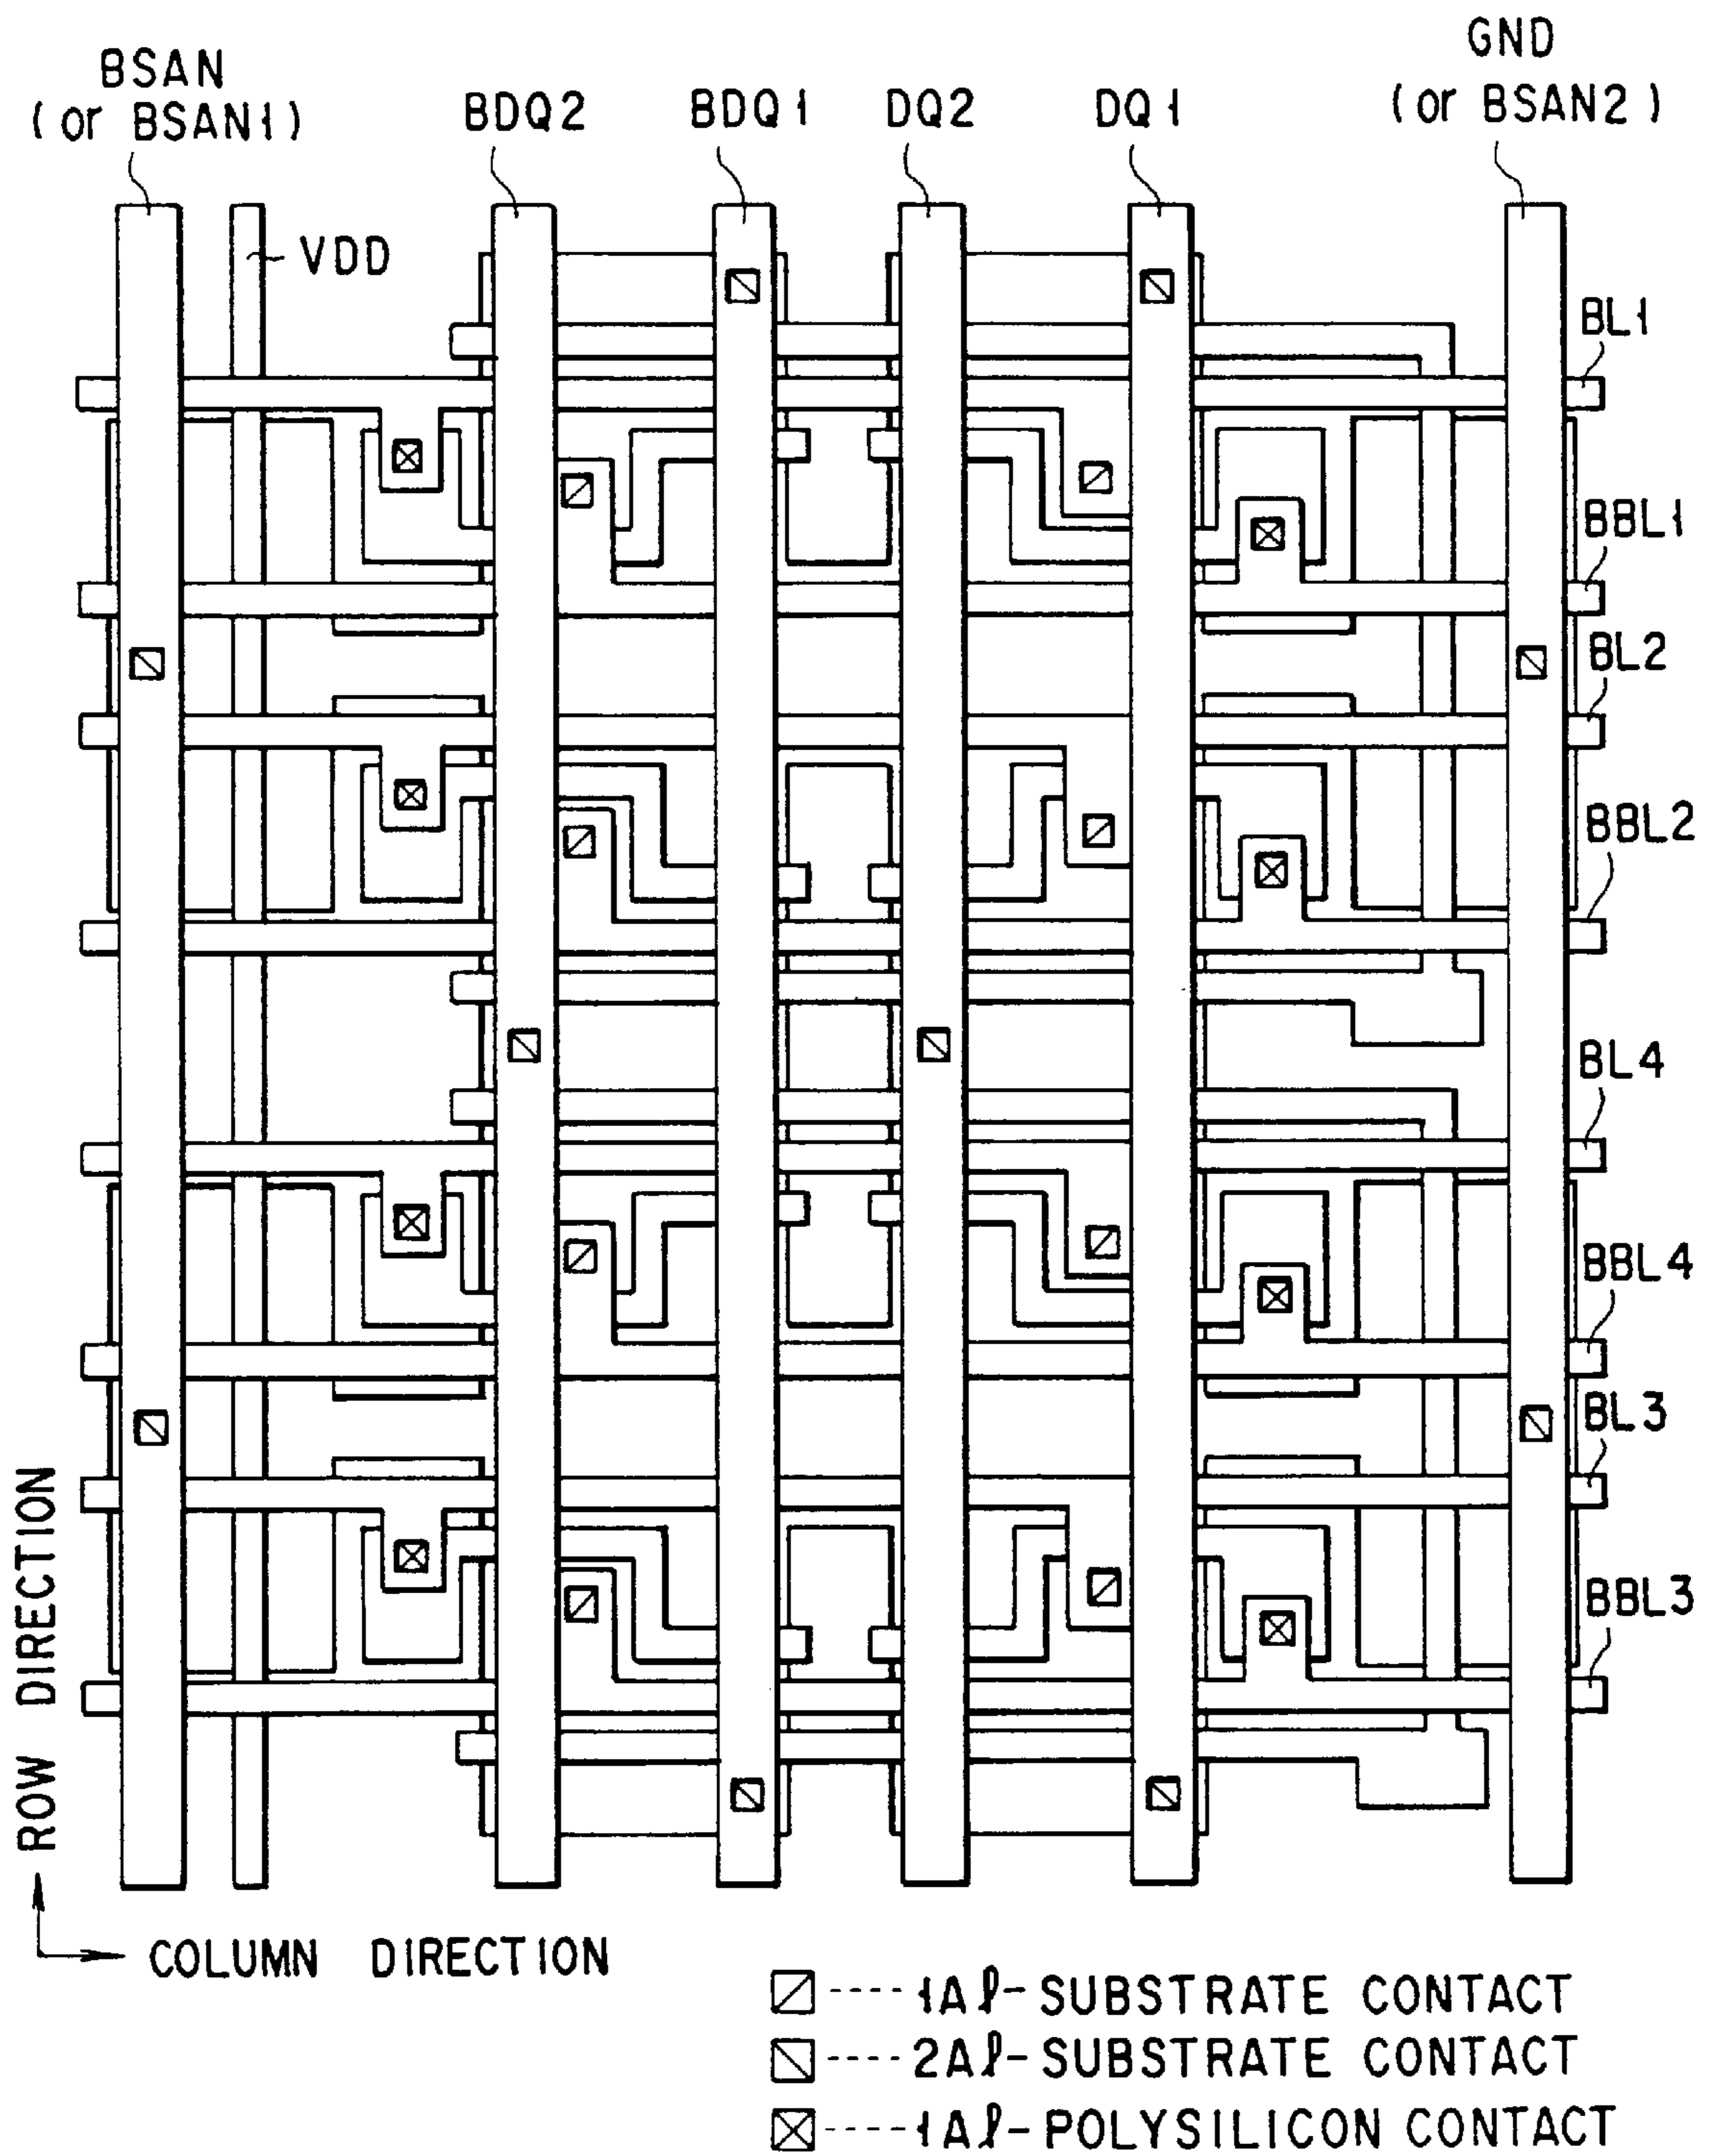 BSAN
(or BSAN1)
BDQ2
BDQ1
DQ2
DQ1
GND
(or BSAN2)
VDD
BL1
BBL1
BL2
BBL2
BL4
BBL4
BL3
BBL3
ROW DIRECTION
COLUMN DIRECTION
----1Aℓ-SUBSTRATE CONTACT
----2Aℓ-SUBSTRATE CONTACT
----1Aℓ-POLYSILICON CONTACT